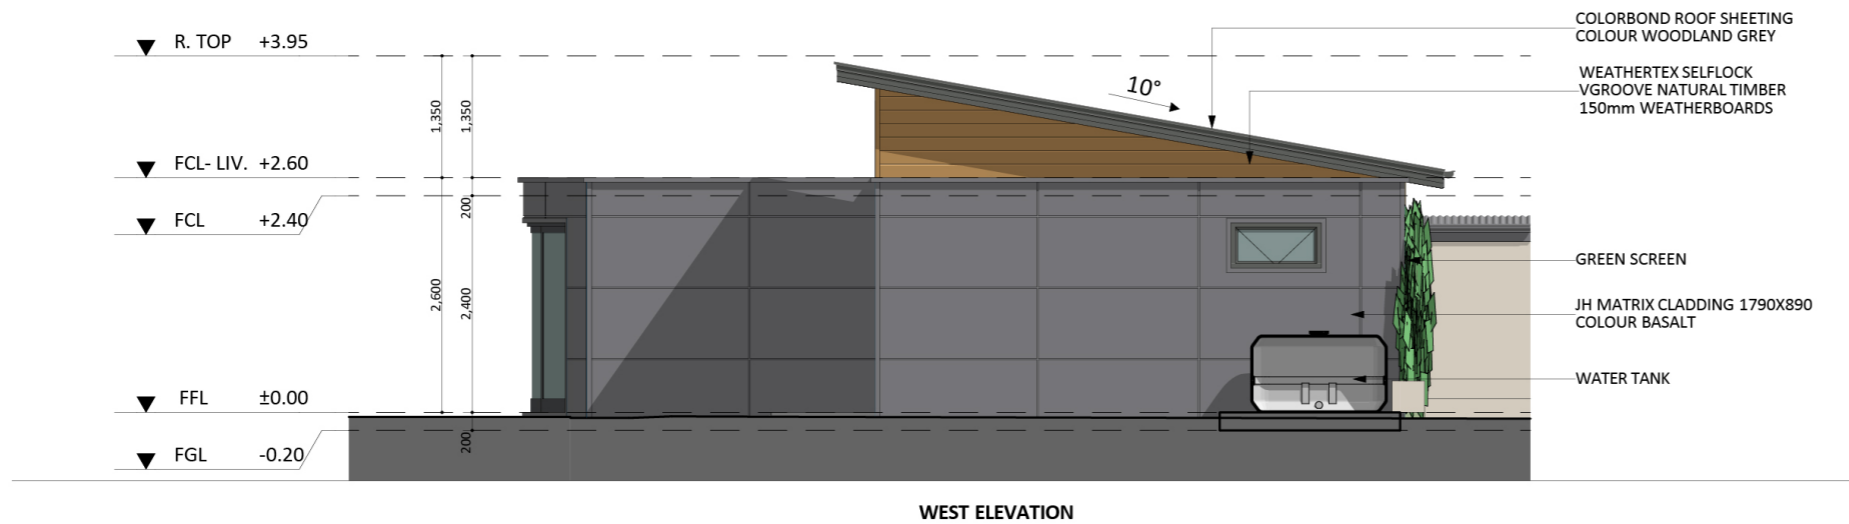 R. TOP +3.95
FCL- LIV. +2.60
FCL +2.40
FFL ±0.00
FGL -0.20
1,350
1,350
200
2,600
2,400
200
10°
COLORBOND ROOF SHEETING
COLOUR WOODLAND GREY
WEATHERTEX SELFLOCK
VGROOVE NATURAL TIMBER
150mm WEATHERBOARDS
GREEN SCREEN
JH MATRIX CLADDING 1790X890
COLOUR BASALT
WATER TANK
WEST ELEVATION